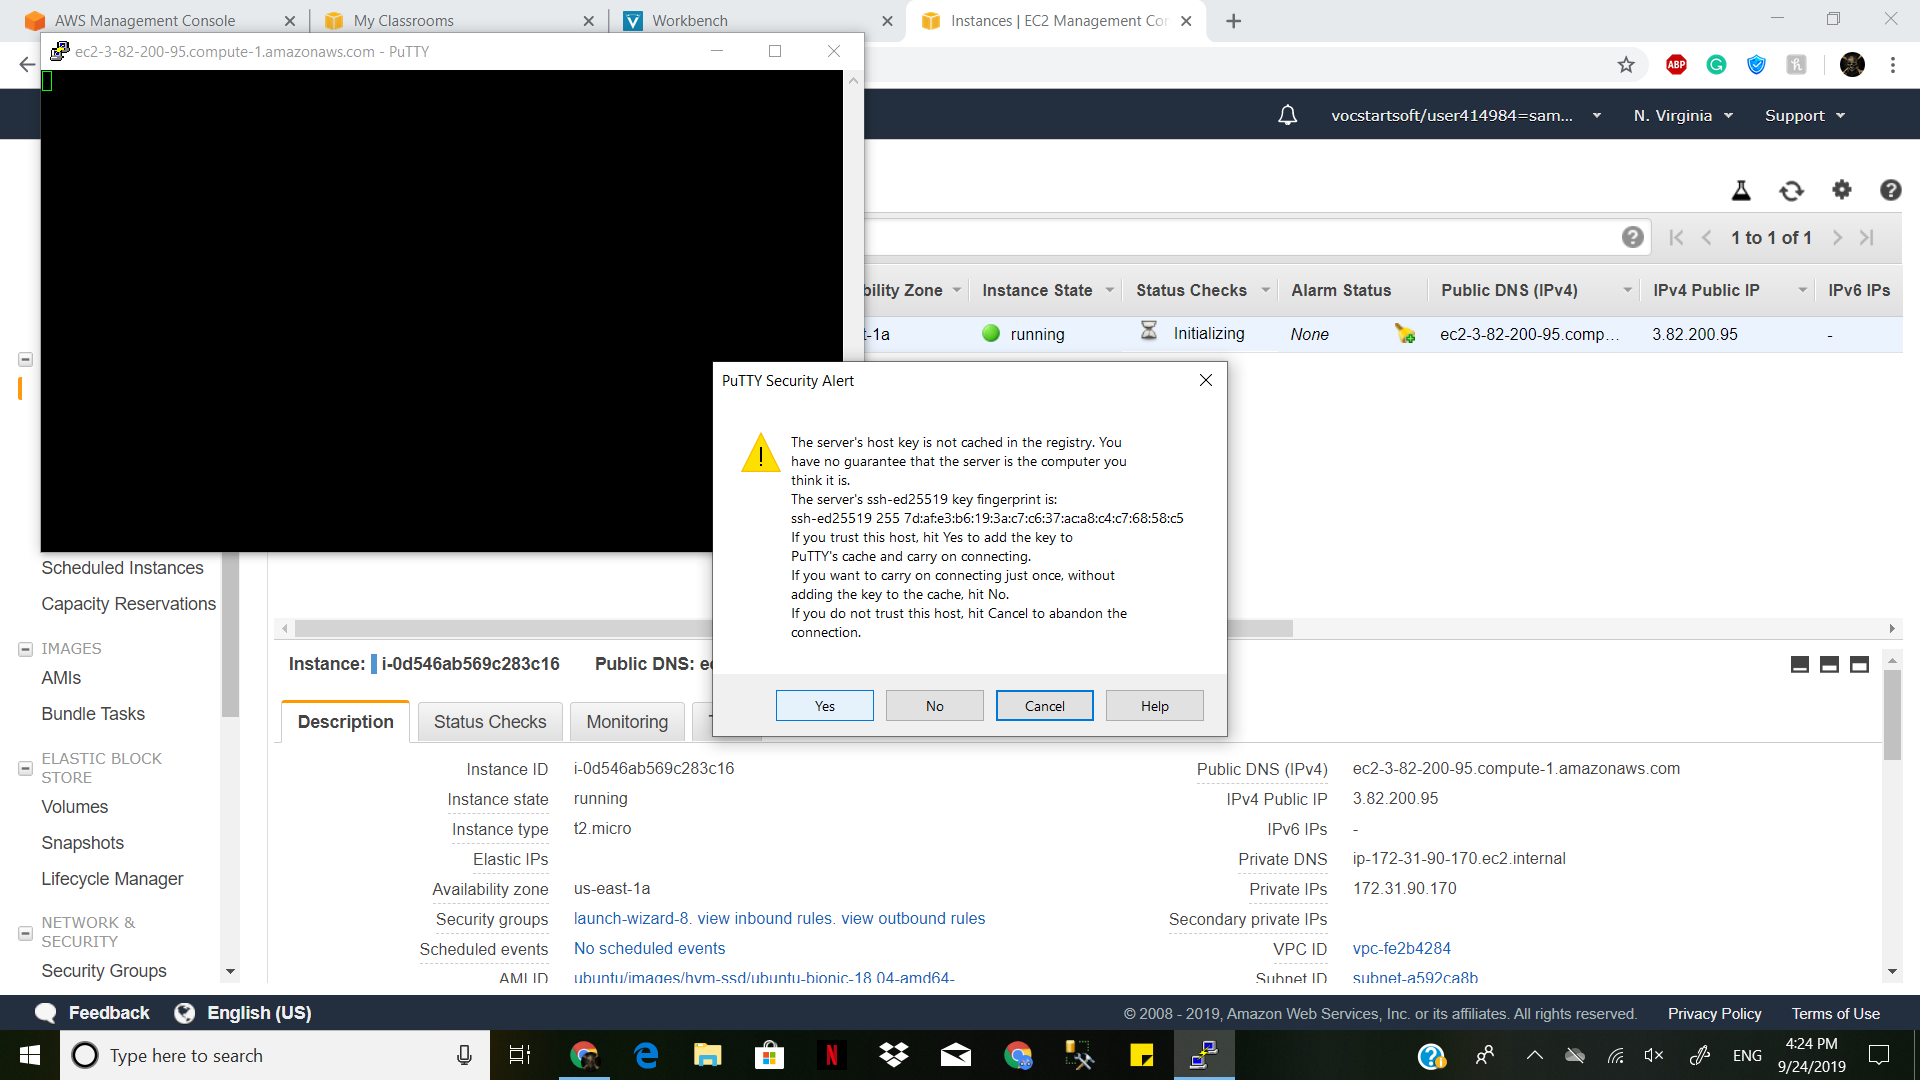 AWS Management Console
My Classrooms
Workbench
Instances | EC2 Management Con
ec2-3-82-200-95.compute-1.amazonaws.com - PuTTY
ABP
vocstartsoft/user414984=sam...
N. Virginia
Support
1 to 1 of 1
bility Zone
Instance State
Status Checks
Alarm Status
Public DNS (IPv4)
IPv4 Public IP
IPv6 IPs
t-1a
running
Initializing
None
ec2-3-82-200-95.comp...
3.82.200.95
-
PuTTY Security Alert
The server's host key is not cached in the registry. You
have no guarantee that the server is the computer you
think it is.
The server's ssh-ed25519 key fingerprint is:
ssh-ed25519 255 7d:af:e3:b6:19:3a:c7:c6:37:ac:a8:c4:c7:68:58:c5
If you trust this host, hit Yes to add the key to
PuTTY's cache and carry on connecting.
If you want to carry on connecting just once, without
adding the key to the cache, hit No.
If you do not trust this host, hit Cancel to abandon the
connection.
Yes
No
Cancel
Help
Scheduled Instances
Capacity Reservations
IMAGES
AMIs
Bundle Tasks
ELASTIC BLOCK
STORE
Volumes
Snapshots
Lifecycle Manager
NETWORK &
SECURITY
Security Groups
Instance: i-0d546ab569c283c16
Public DNS: ec
Description
Status Checks
Monitoring
Instance ID i-0d546ab569c283c16
Instance state running
Instance type t2.micro
Elastic IPs
Availability zone us-east-1a
Security groups launch-wizard-8. view inbound rules. view outbound rules
Scheduled events No scheduled events
AMI ID ubuntu/images/hvm-ssd/ubuntu-bionic-18.04-amd64-
Public DNS (IPv4) ec2-3-82-200-95.compute-1.amazonaws.com
IPv4 Public IP 3.82.200.95
IPv6 IPs -
Private DNS ip-172-31-90-170.ec2.internal
Private IPs 172.31.90.170
Secondary private IPs
VPC ID vpc-fe2b4284
Subnet ID subnet-a592ca8b
Feedback
English (US)
© 2008 - 2019, Amazon Web Services, Inc. or its affiliates. All rights reserved.
Privacy Policy
Terms of Use
Type here to search
ENG
4:24 PM
9/24/2019